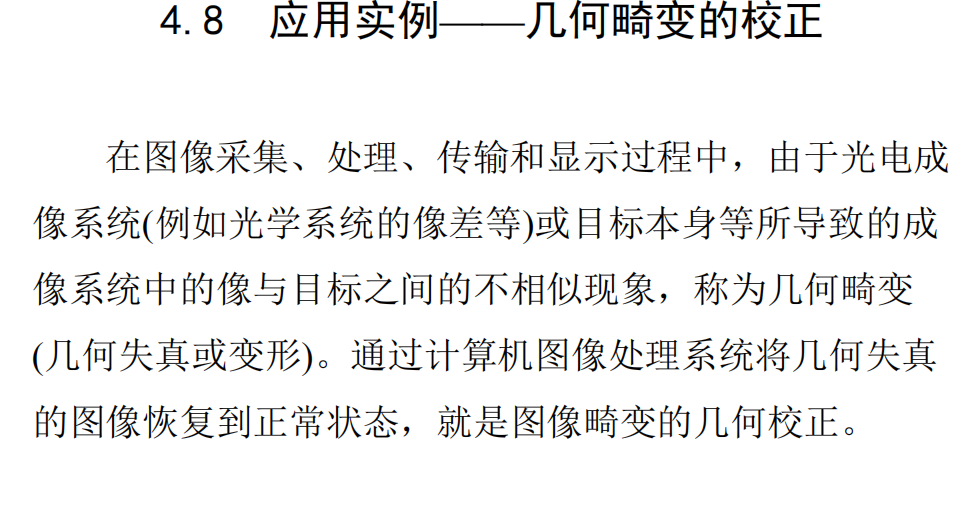 4.8 应用实例——几何畸变的校正
在图像采集、处理、传输和显示过程中，由于光电成
像系统(例如光学系统的像差等)或目标本身等所导致的成
像系统中的像与目标之间的不相似现象，称为几何畸变
(几何失真或变形)。通过计算机图像处理系统将几何失真
的图像恢复到正常状态，就是图像畸变的几何校正。